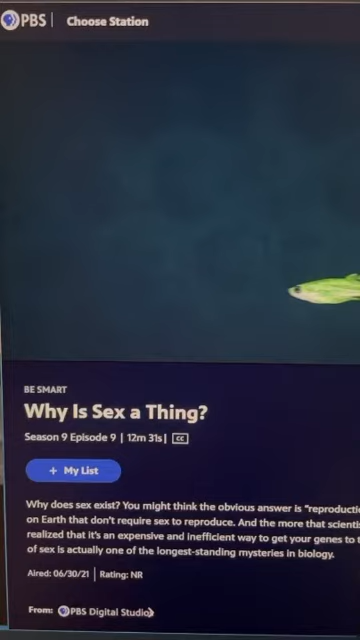 PBS | Choose Station
BE SMART
Why Is Sex a Thing?
Season 9 Episode 9 | 12m 31s | CC
+ My List
Why does sex exist? You might think the obvious answer is "reproductio
on Earth that don't require sex to reproduce. And the more that scientis
realized that it's an expensive and inefficient way to get your genes to t
of sex is actually one of the longest-standing mysteries in biology.
Aired: 06/30/21 | Rating: NR
From: PBS Digital Studios